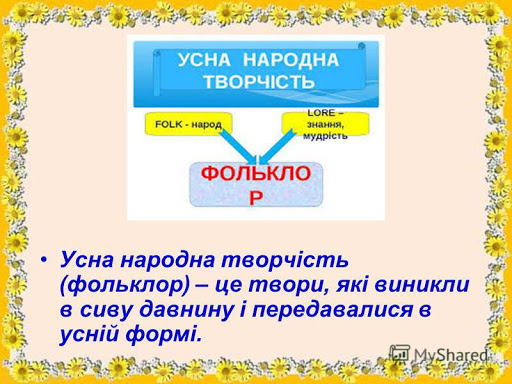 УСНА НАРОДНА
ТВОРЧІСТЬ
FOLK - народ
LORE –
знання,
мудрість
ФОЛЬКЛО
Р
• Усна народна творчість
(фольклор) – це твори, які виникли
в сиву давнину і передавалися в
усній формі.
MyShared